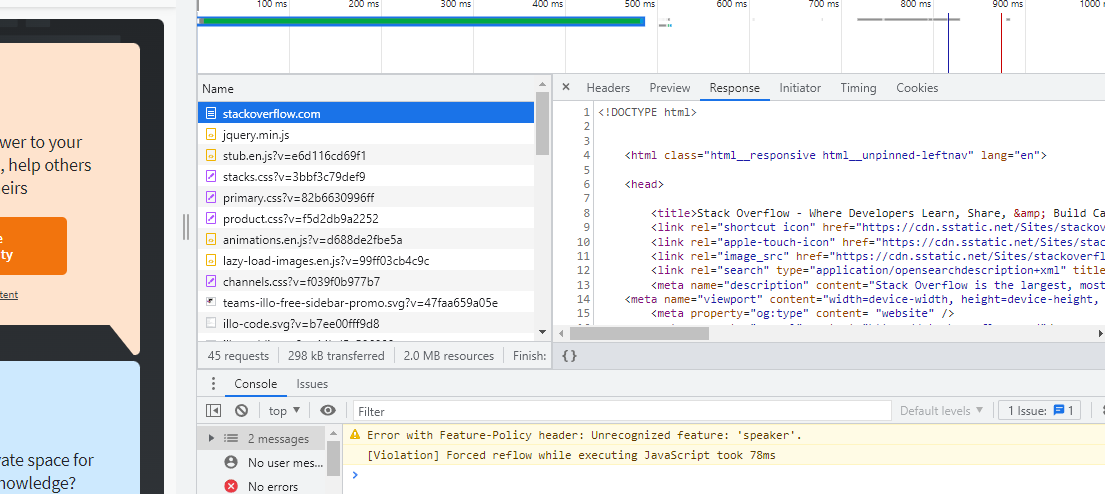 100 ms
200 ms
300 ms
400 ms
500 ms
600 ms
700 ms
800 ms
900 ms
wer to your
, help others
eirs
e
ty
tent
vate space for
nowledge?
Name
stackoverflow.com
jquery.min.js
stub.en.js?v=e6d116cd69f1
stacks.css?v=3bbf3c79def9
primary.css?v=82b6630996ff
product.css?v=f5d2db9a2252
animations.en.js?v=d688de2fbe5a
lazy-load-images.en.js?v=99ff03cb4c9c
channels.css?v=f039f0b977b7
teams-illo-free-sidebar-promo.svg?v=47faa659a05e
illo-code.svg?v=b7ee00fff9d8
45 requests
298 kB transferred
2.0 MB resources
Finish:
Headers Preview Response Initiator Timing Cookies
1 <!DOCTYPE html>
2
3
4 <html class="html__responsive html__unpinned-leftnav" lang="en">
5
6 <head>
7
8 <title>Stack Overflow - Where Developers Learn, Share, &amp; Build Ca
9 <link rel="shortcut icon" href="https://cdn.sstatic.net/Sites/stackov
10 <link rel="apple-touch-icon" href="https://cdn.sstatic.net/Sites/stac
11 <link rel="image_src" href="https://cdn.sstatic.net/Sites/stackoverfl
12 <link rel="search" type="application/opensearchdescription+xml" title
13 <meta name="description" content="Stack Overflow is the largest, most
14 <meta name="viewport" content="width=device-width, height=device-height,
15 <meta property="og:type" content= "website" />
{}
Console Issues
top
Filter
Default levels
1 Issue: 1
2 messages
No user mes...
No errors
Error with Feature-Policy header: Unrecognized feature: 'speaker'.
[Violation] Forced reflow while executing JavaScript took 78ms